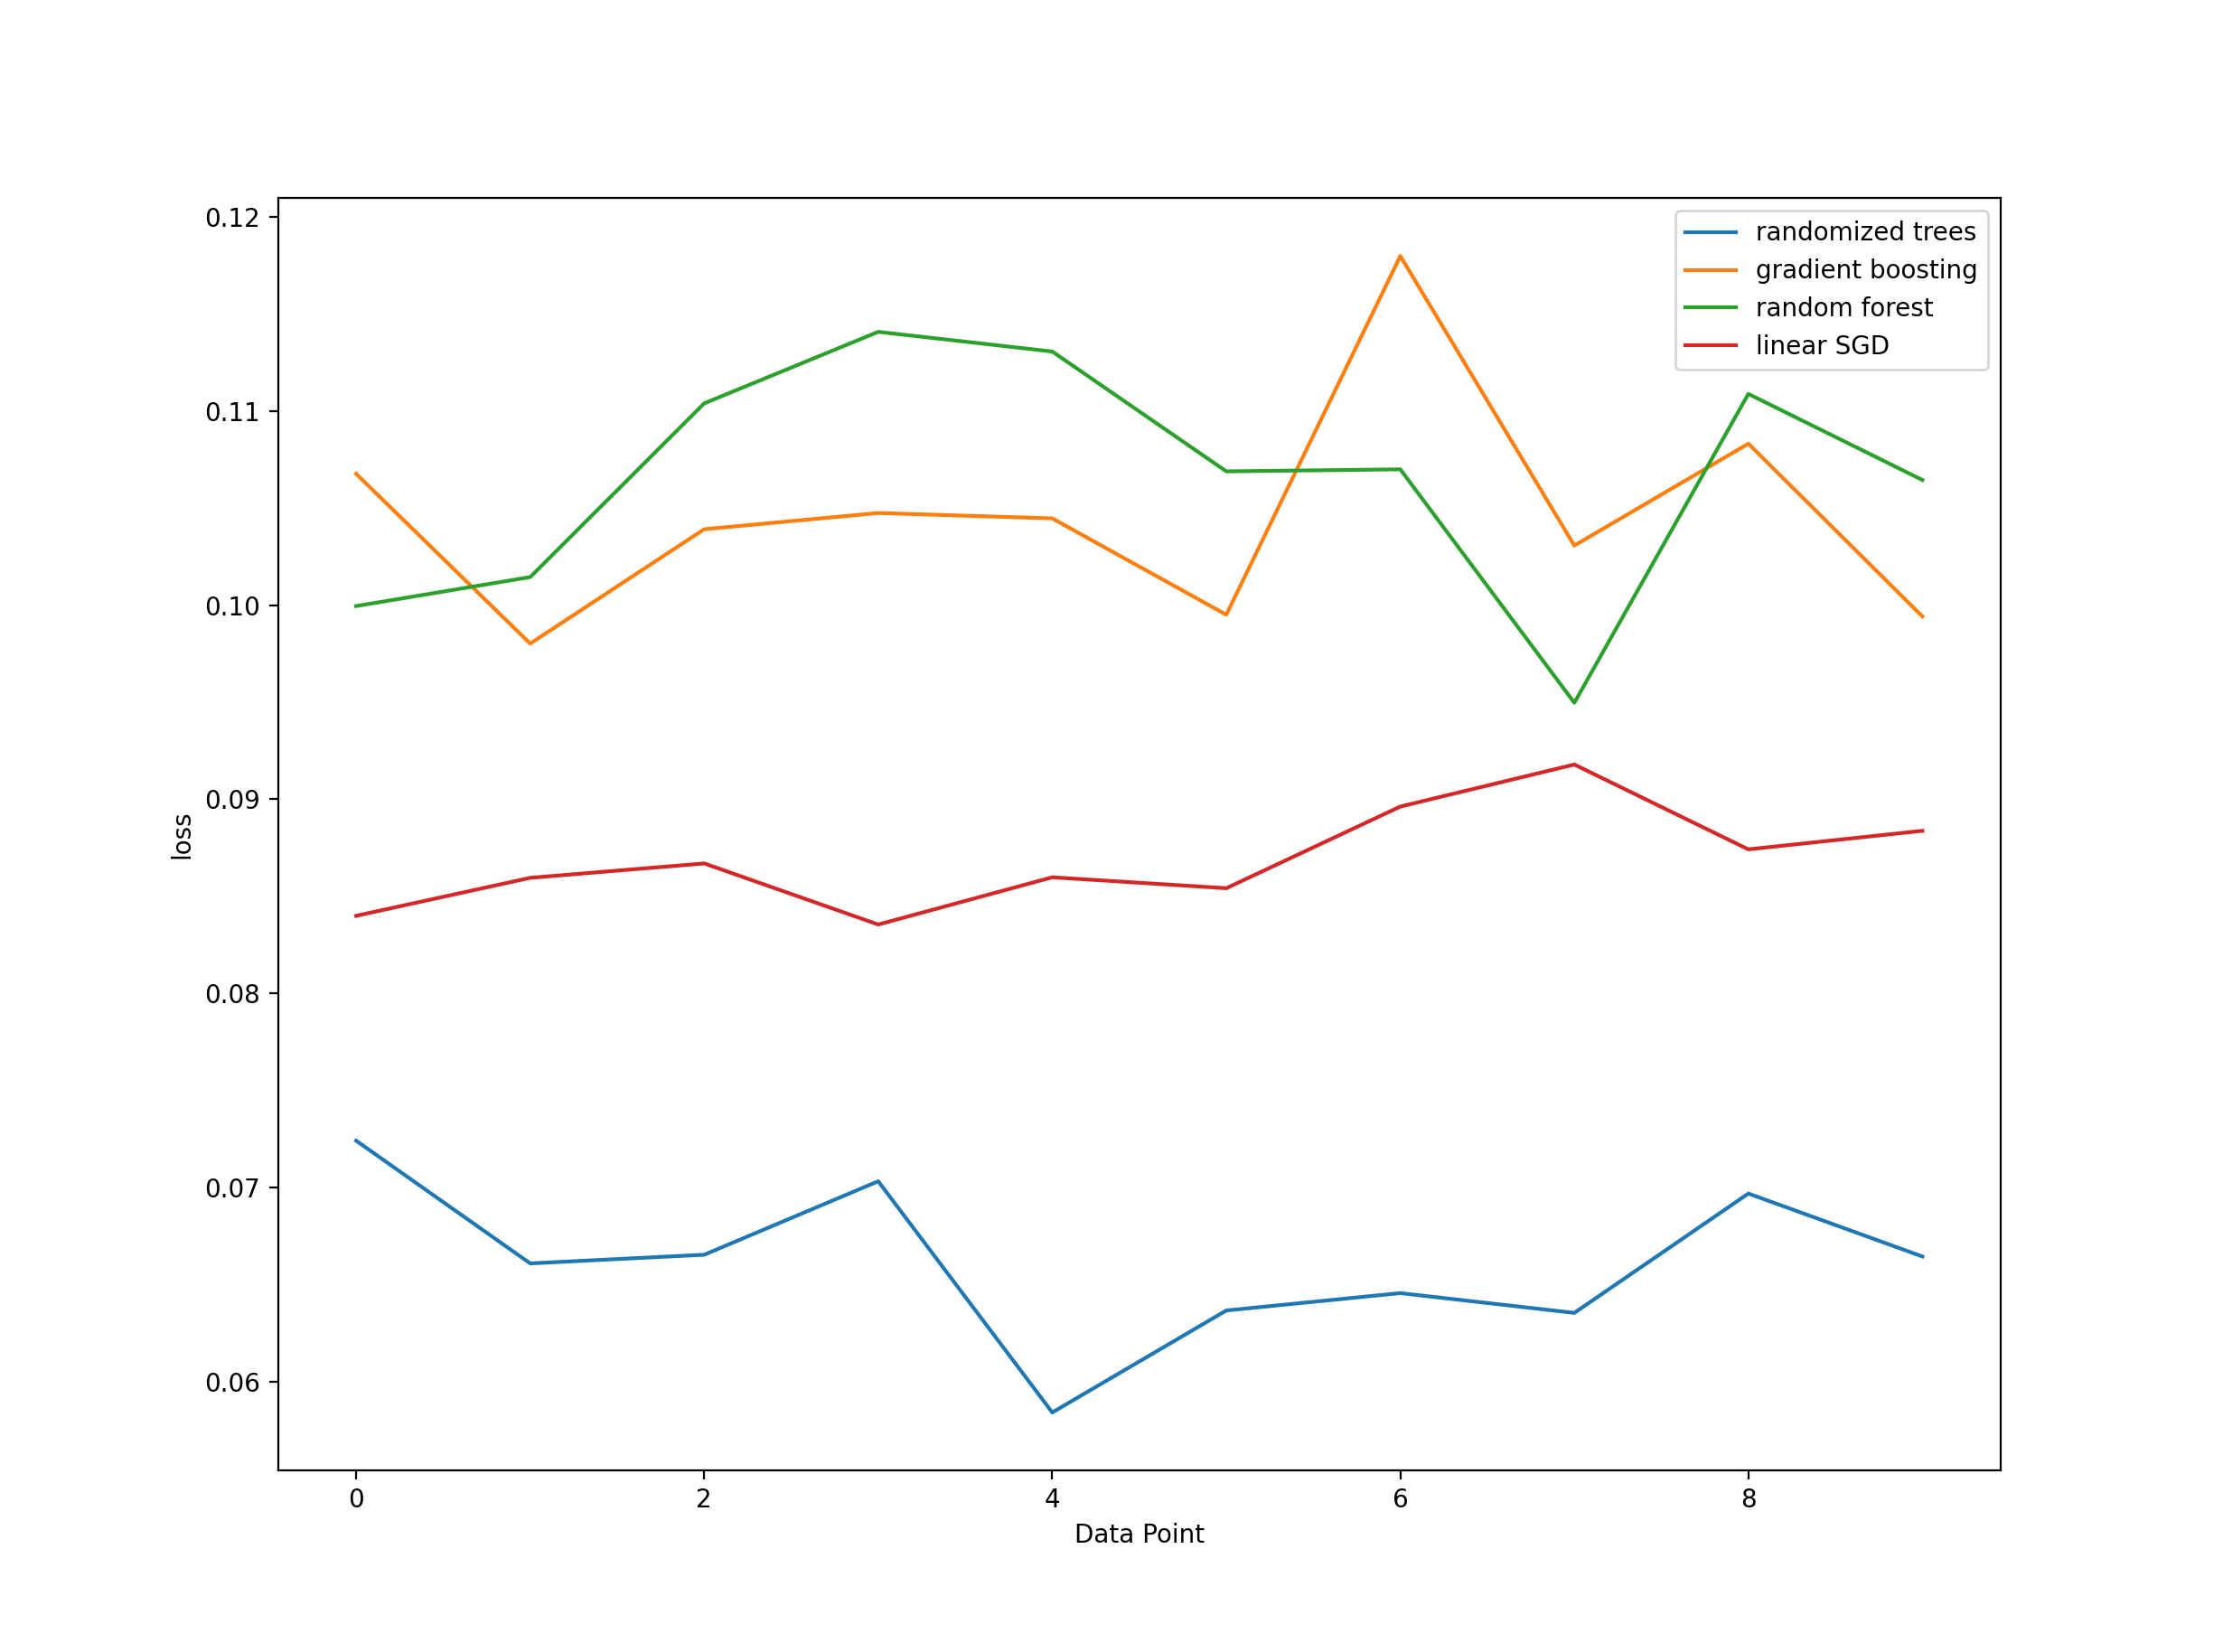 0.12
0.11
0.10
0.09
0.08
0.07
0.06
loss
randomized trees
gradient boosting
random forest
linear SGD
0 2 4 6 8
Data Point